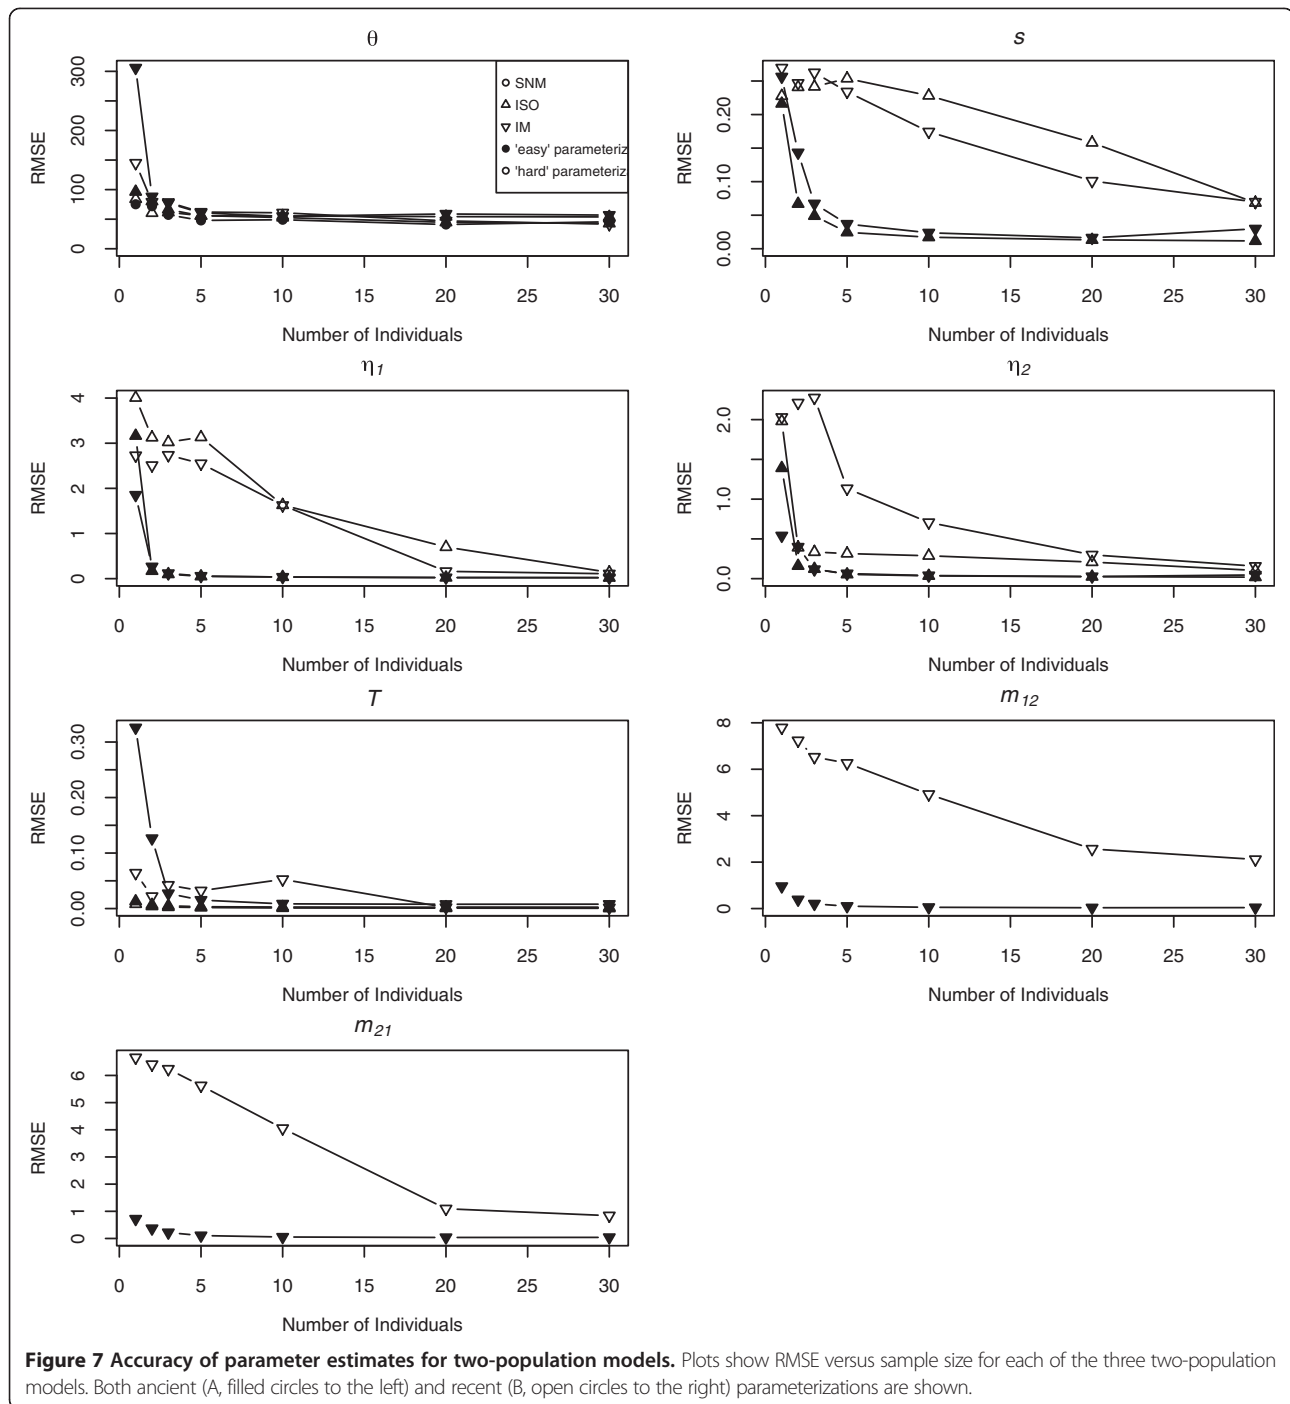 θ
RMSE
0 100 200 300
SNM
ISO
IM
'easy' parameteriz
'hard' parameteriz
0 5 10 15 20 25 30
Number of Individuals
s
RMSE
0.00 0.10 0.20
0 5 10 15 20 25 30
Number of Individuals
η1
RMSE
0 1 2 3 4
0 5 10 15 20 25 30
Number of Individuals
η2
RMSE
0.0 1.0 2.0
0 5 10 15 20 25 30
Number of Individuals
T
RMSE
0.00 0.10 0.20 0.30
0 5 10 15 20 25 30
Number of Individuals
m12
RMSE
0 2 4 6 8
0 5 10 15 20 25 30
Number of Individuals
m21
RMSE
0 1 2 3 4 5 6
0 5 10 15 20 25 30
Number of Individuals
Figure 7 Accuracy of parameter estimates for two-population models. Plots show RMSE versus sample size for each of the three two-population
models. Both ancient (A, filled circles to the left) and recent (B, open circles to the right) parameterizations are shown.